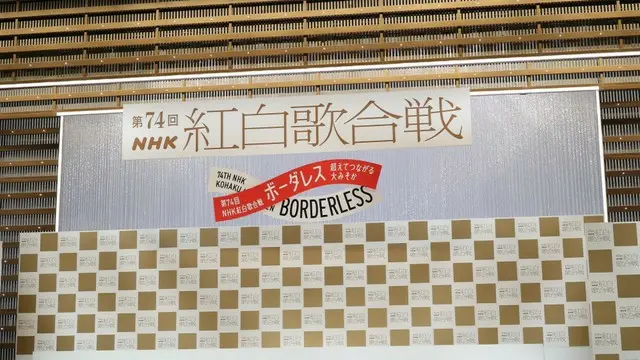 第74回
NHK 紅白歌合戦
74TH NHK
KOHAKU
ボーダレス
超えてつながる
大みそか
第74回
NHK紅白歌合戦
BORDERLESS